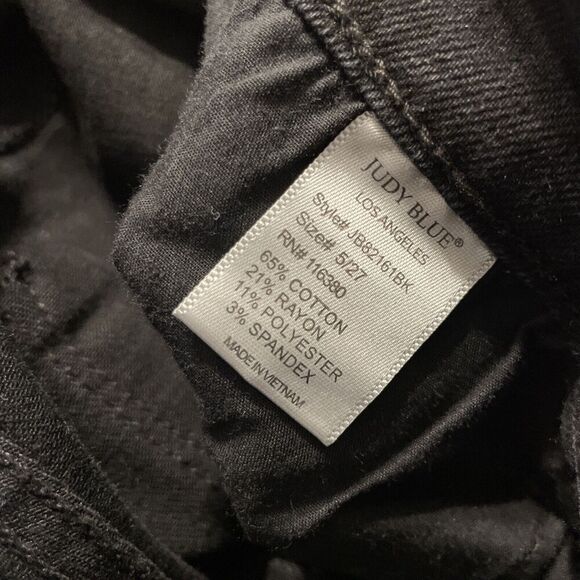 JUDY BLUE®
LOS ANGELES
Style# JB82161BK
Size# 5/27
RN# 116380
65% COTTON
21% RAYON
11% POLYESTER
3% SPANDEX
MADE IN VIETNAM